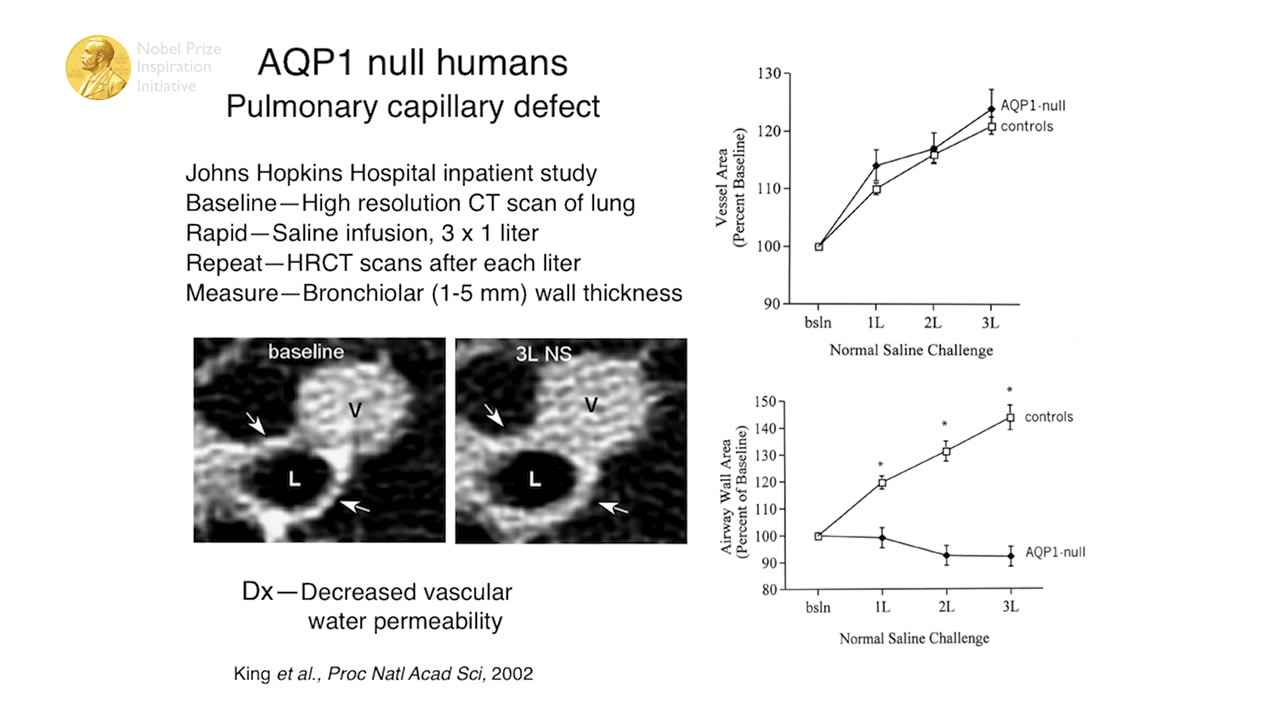 Nobel Prize
Inspiration
Initiative
AQP1 null humans
Pulmonary capillary defect
Johns Hopkins Hospital inpatient study
Baseline—High resolution CT scan of lung
Rapid—Saline infusion, 3 x 1 liter
Repeat—HRCT scans after each liter
Measure—Bronchiolar (1-5 mm) wall thickness
baseline
V
L
3L NS
V
L
Dx—Decreased vascular
water permeability
King et al., Proc Natl Acad Sci, 2002
Vessel Area
(Percent Baseline)
130
120
110
100
90
AQP1-null
controls
bsln 1L 2L 3L
Normal Saline Challenge
Airway Wall Area
(Percent of Baseline)
150
140
130
120
110
100
90
80
* * *
controls
AQP1-null
bsln 1L 2L 3L
Normal Saline Challenge